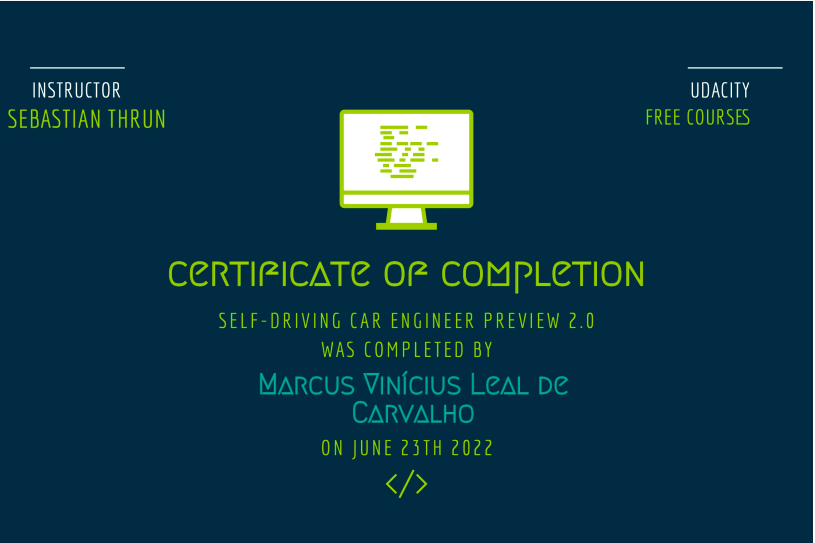 INSTRUCTOR
SEBASTIAN THRUN
UDACITY
FREE COURSES
CERTIFICATE OF COMPLETION
SELF-DRIVING CAR ENGINEER PREVIEW 2.0
WAS COMPLETED BY
Marcus Vinícius Leal de
Carvalho
ON JUNE 23TH 2022
</>